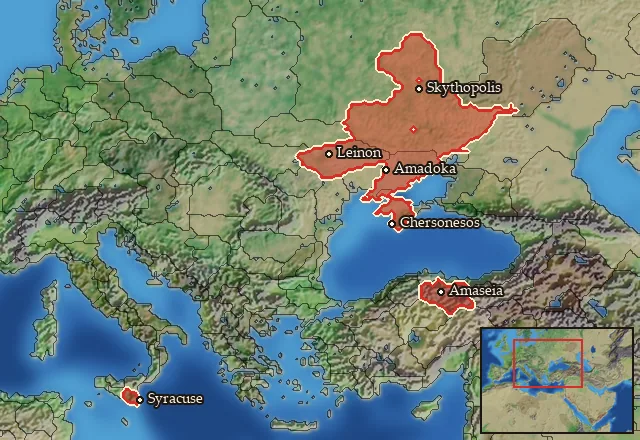 Skythopolis
Leinon
Amadoka
Chersonesos
Amaseia
Syracuse